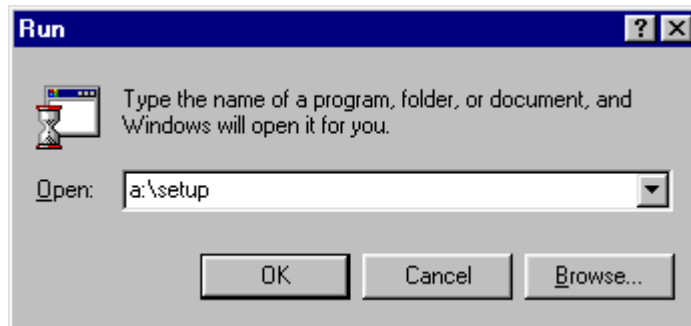 Run
Type the name of a program, folder, or document, and
Windows will open it for you.
Open: a:\setup
OK Cancel Browse...